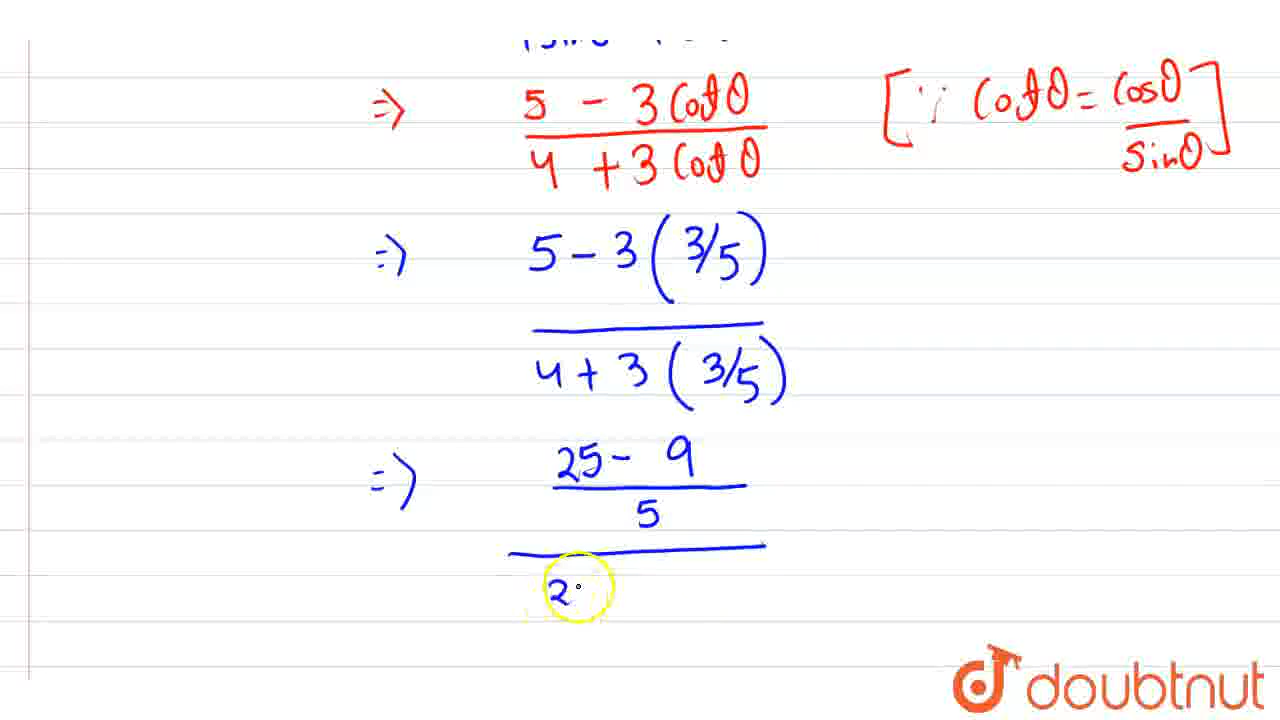 ⇒ 5 - 3 cot θ [∵ cot θ = cos θ
4 + 3 cot θ sin θ]
⇒ 5 - 3 (3/5)
4 + 3 (3/5)
⇒ 25 - 9
5
2
doubtnut